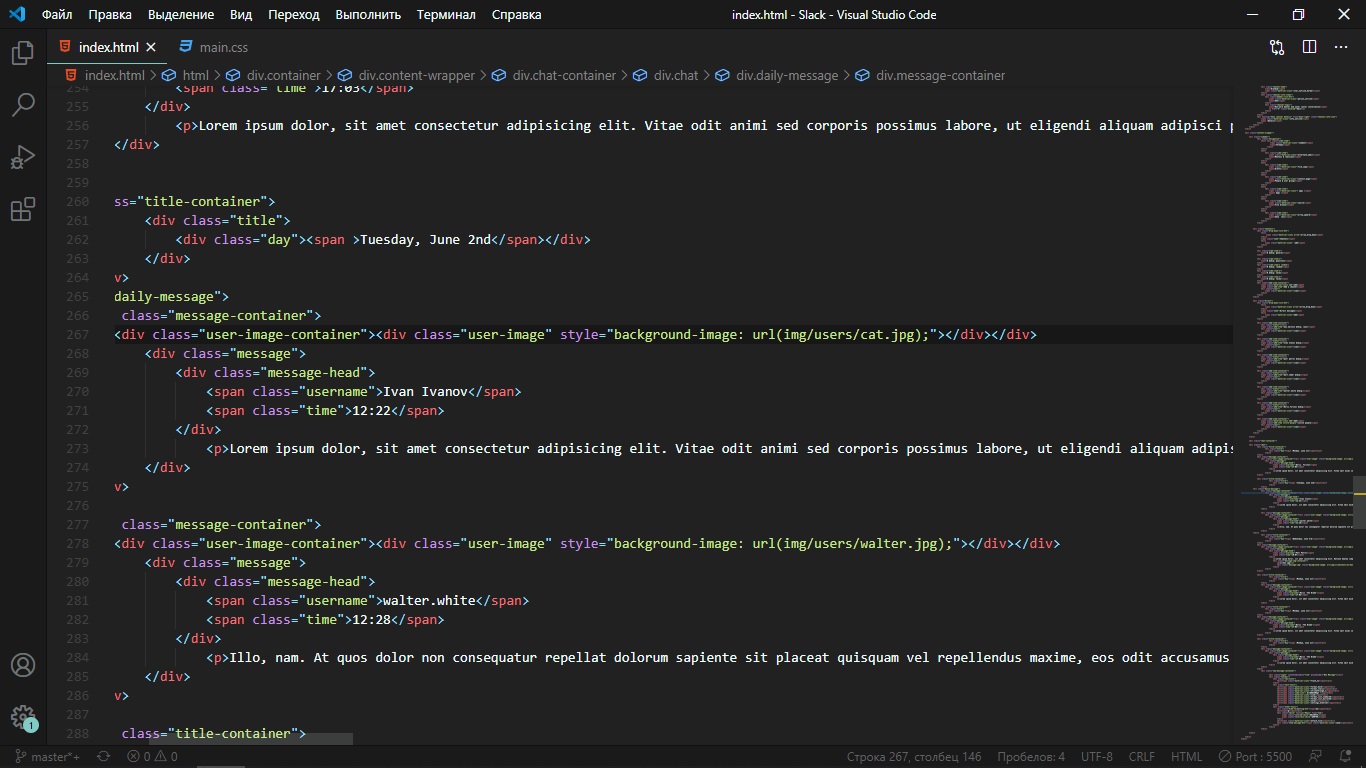 Файл Правка Выделение Вид Переход Выполнить Терминал Справка index.html - Slack - Visual Studio Code
index.html main.css
index.html > html > div.container > div.content-wrapper > div.chat-container > div.chat > div.daily-message > div.message-container
254 <span class="time">17:03</span>
255 </div>
256 <p>Lorem ipsum dolor, sit amet consectetur adipisicing elit. Vitae odit animi sed corporis possimus labore, ut eligendi aliquam adipisci
257 </div>
258
259
260 ss="title-container">
261 <div class="title">
262 <div class="day"><span >Tuesday, June 2nd</span></div>
263 </div>
264 v>
265 daily-message">
266 class="message-container">
267 <div class="user-image-container"><div class="user-image" style="background-image: url(img/users/cat.jpg);"></div></div>
268 <div class="message">
269 <div class="message-head">
270 <span class="username">Ivan Ivanov</span>
271 <span class="time">12:22</span>
272 </div>
273 <p>Lorem ipsum dolor, sit amet consectetur adipisicing elit. Vitae odit animi sed corporis possimus labore, ut eligendi aliquam adipis
274 </div>
275 v>
276
277 class="message-container">
278 <div class="user-image-container"><div class="user-image" style="background-image: url(img/users/walter.jpg);"></div></div>
279 <div class="message">
280 <div class="message-head">
281 <span class="username">walter.white</span>
282 <span class="time">12:28</span>
283 </div>
284 <p>Illo, nam. At quos dolor non consequatur repellat dolorum sapiente sit placeat quisquam vel repellendus maxime, eos odit accusamus
285 </div>
286 v>
287
288 class="title-container">
1
master*+ 0 0 Строка 267, столбец 146 Пробелов: 4 UTF-8 CRLF HTML Port : 5500